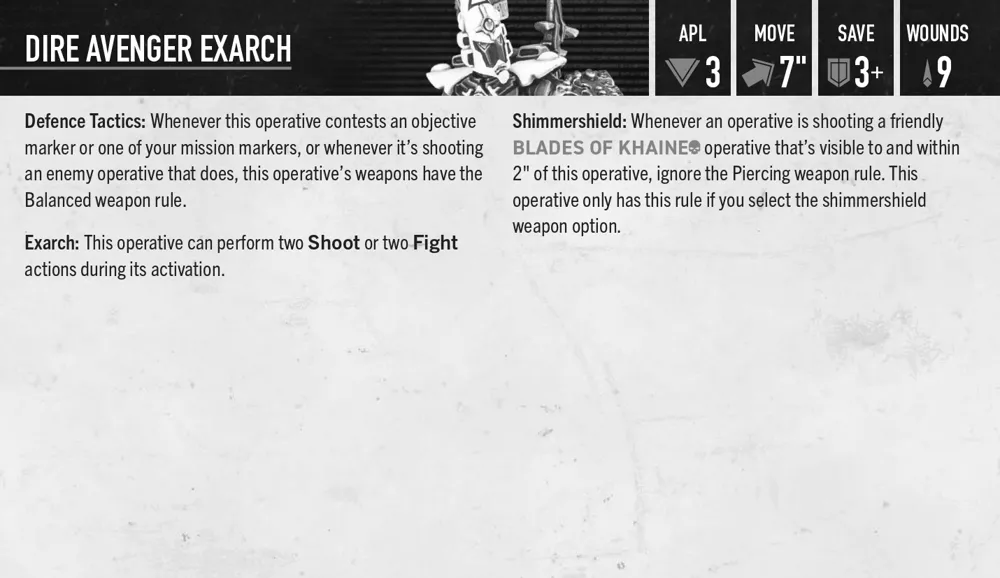 DIRE AVENGER EXARCH
APL
3
MOVE
7"
SAVE
3+
WOUNDS
9
Defence Tactics: Whenever this operative contests an objective
marker or one of your mission markers, or whenever it's shooting
an enemy operative that does, this operative's weapons have the
Balanced weapon rule.
Exarch: This operative can perform two Shoot or two Fight
actions during its activation.
Shimmershield: Whenever an operative is shooting a friendly
BLADES OF KHAINE operative that's visible to and within
2" of this operative, ignore the Piercing weapon rule. This
operative only has this rule if you select the shimmershield
weapon option.